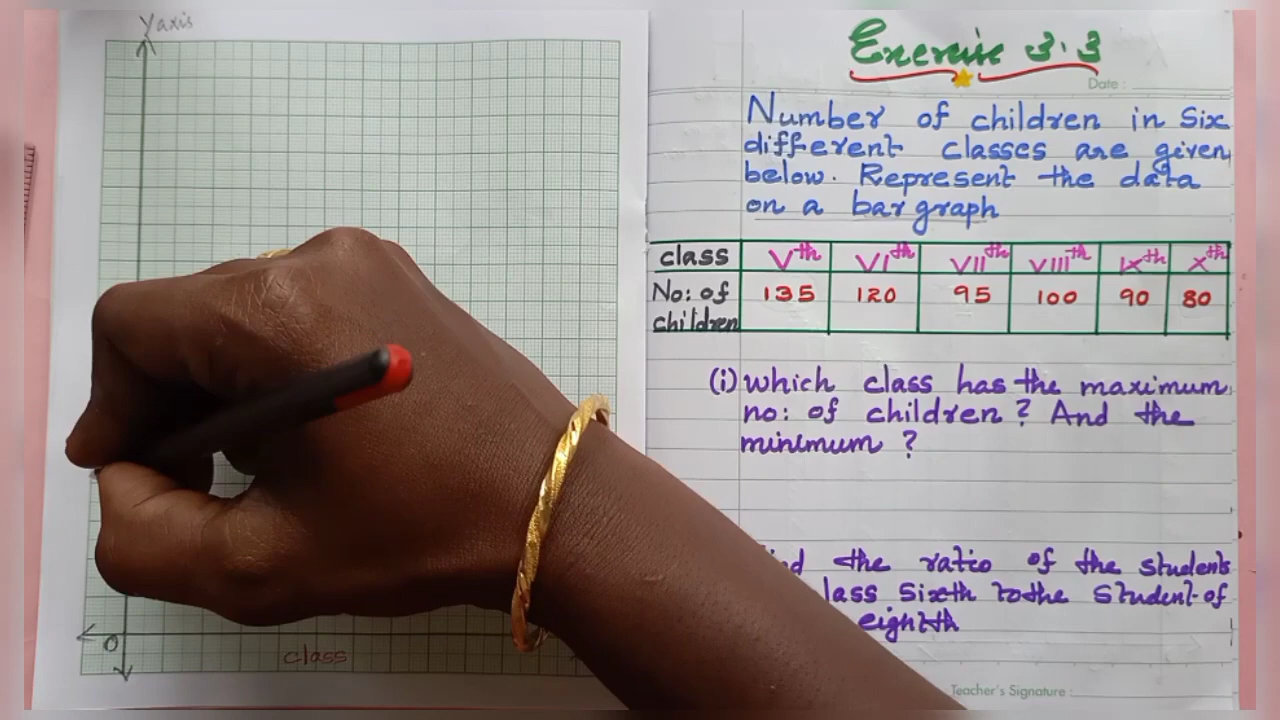 Y axis
O
class
Exercise 3.3
Date :
Number of children in six
different classes are given
below. Represent the data
on a bar graph
class Vth VIth VIIth VIIIth IXth Xth
No: of 135 120 95 100 90 80
children
(i) which class has the maximum
no: of children ? And the
minimum ?
the ratio of the students
sixth to the student of
eighth
Teacher's Signature :